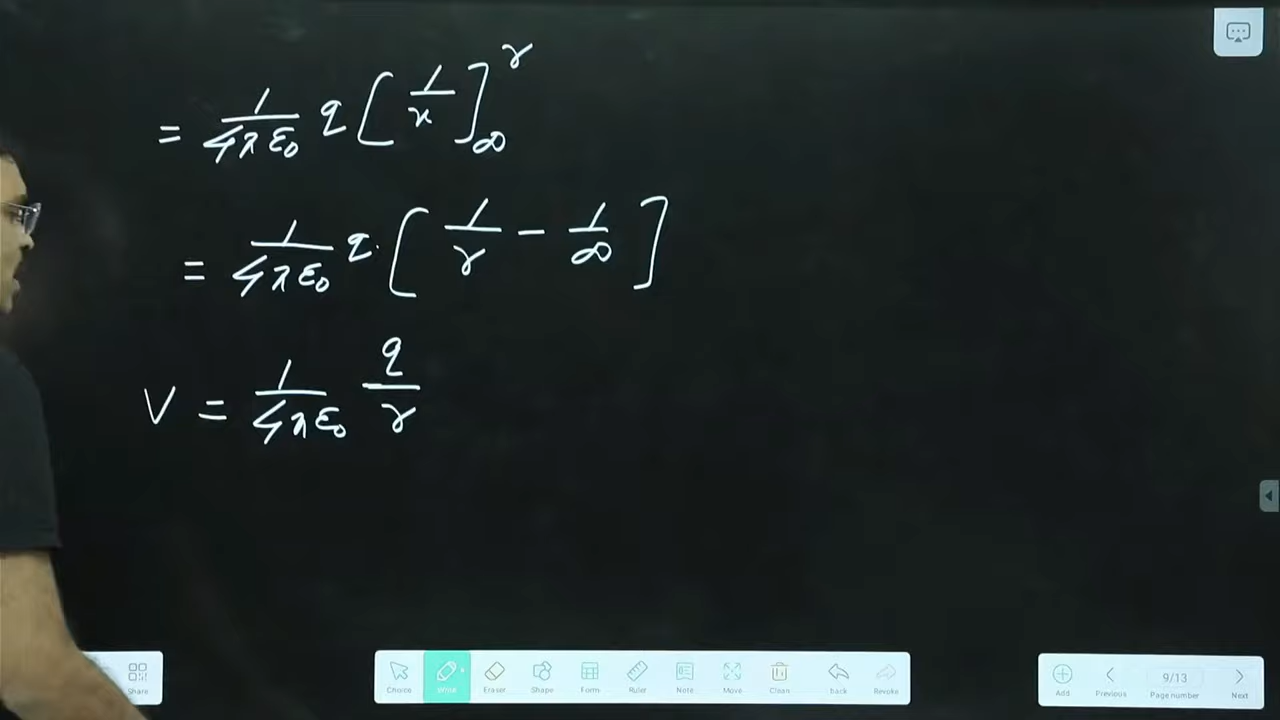 = 1/4πε₀ q [1/x]_∞^r
= 1/4πε₀ q · [1/r - 1/∞]
V = 1/4πε₀ q/r
Share
Choice Write Eraser Shape Form Ruler Note Move Clean back Revoke
Add Previous 9/13 Page number Next